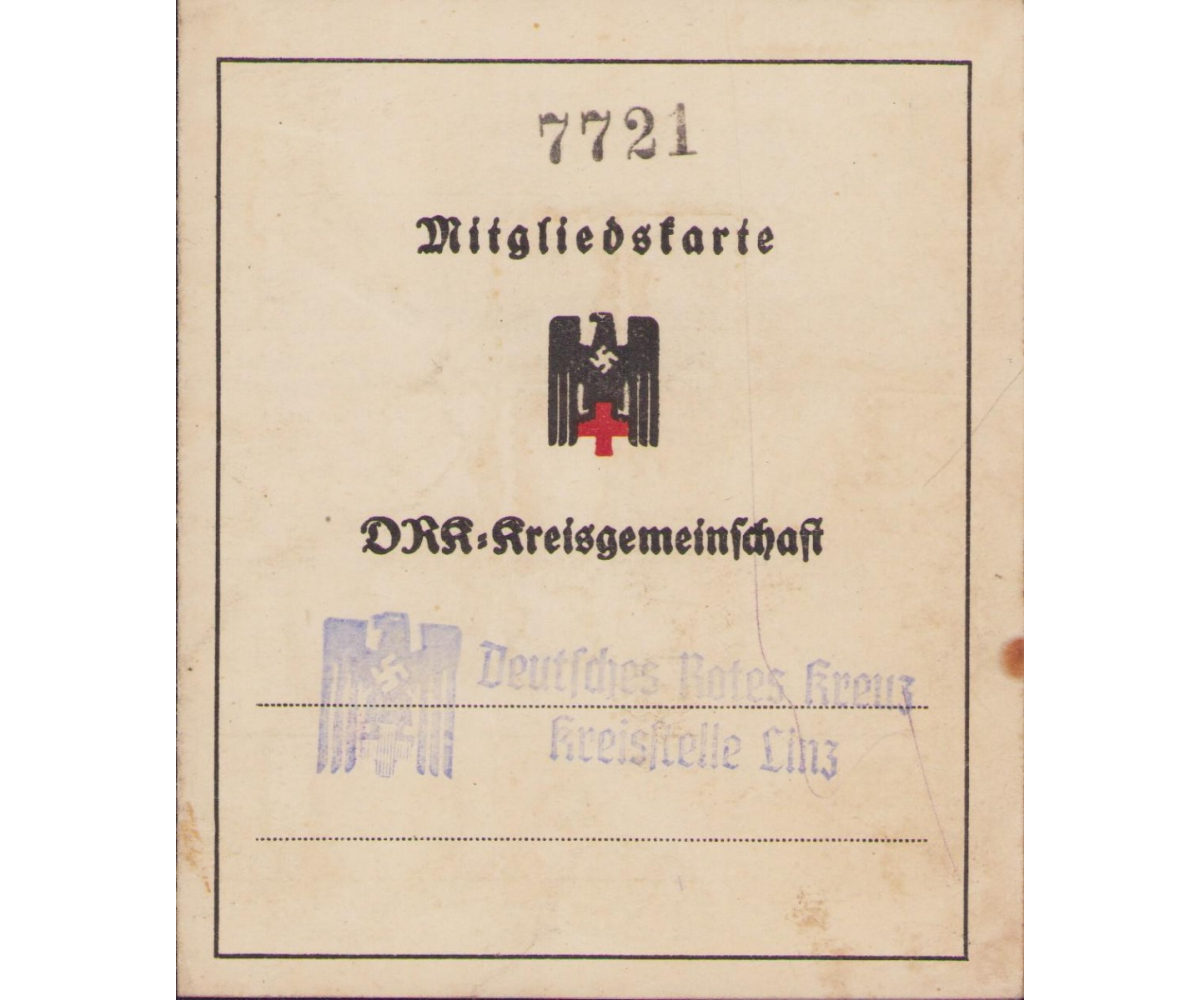 7721
Mitgliedskarte
DRK-Kreisgemeinschaft
Deutsches Rotes Kreuz
Kreisstelle Linz